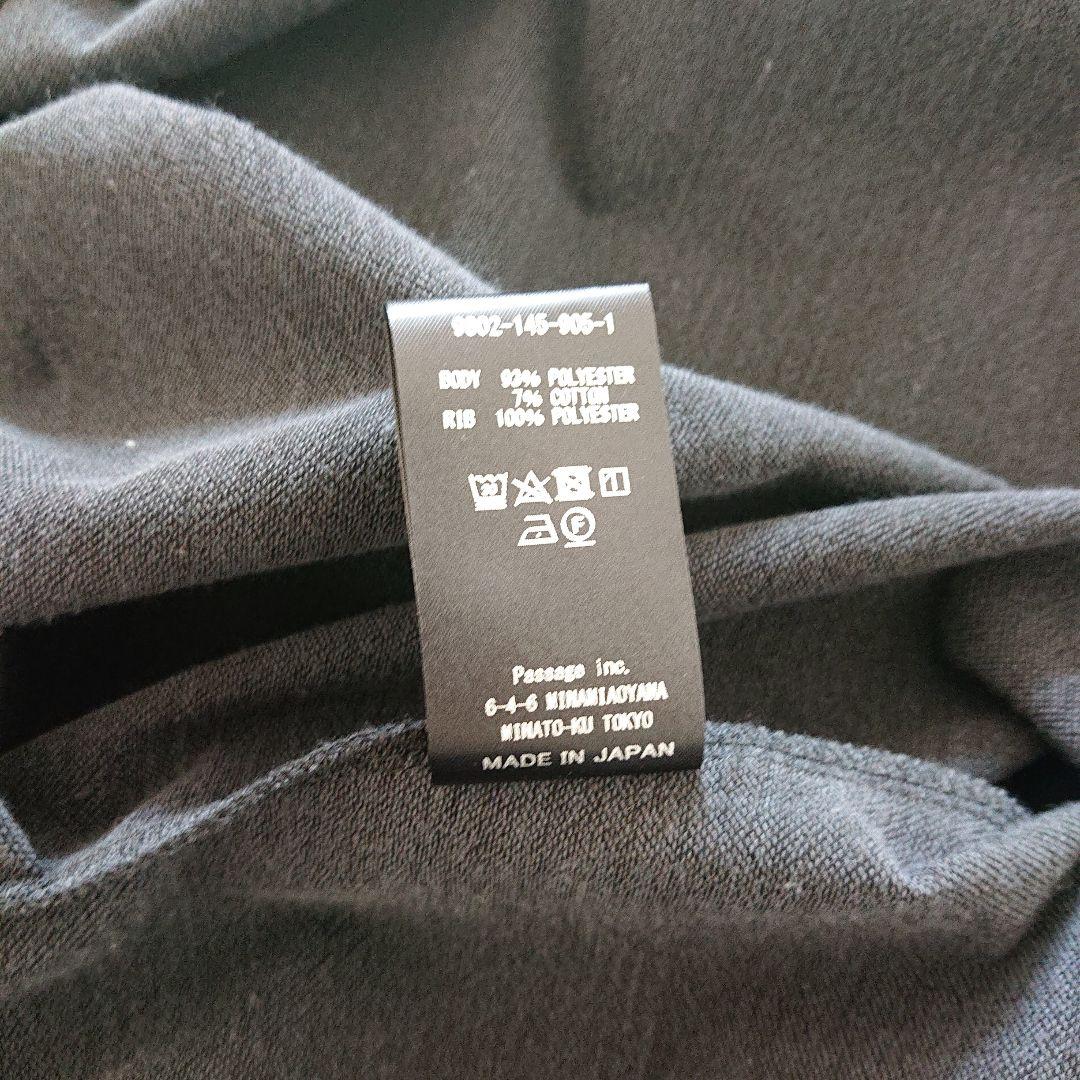 9802-145-905-1
BODY 93% POLYESTER
7% COTTON
RIB 100% POLYESTER
F
Passage inc.
6-4-6 MINAMIAOYAMA
MINATO-KU TOKYO
MADE IN JAPAN